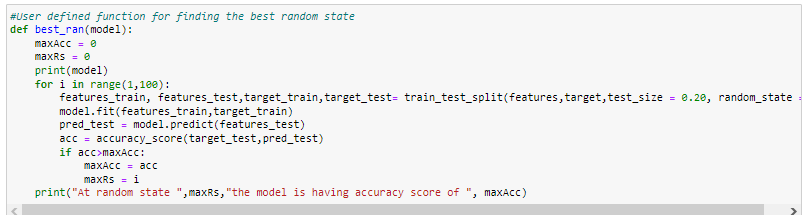 #User defined function for finding the best random state
def best_ran(model):
    maxAcc = 0
    maxRs = 0
    print(model)
    for i in range(1,100):
        features_train, features_test,target_train,target_test= train_test_split(features,target,test_size = 0.20, random_state =
        model.fit(features_train,target_train)
        pred_test = model.predict(features_test)
        acc = accuracy_score(target_test,pred_test)
        if acc>maxAcc:
            maxAcc = acc
            maxRs = i
    print("At random state ",maxRs,"the model is having accuracy score of ", maxAcc)